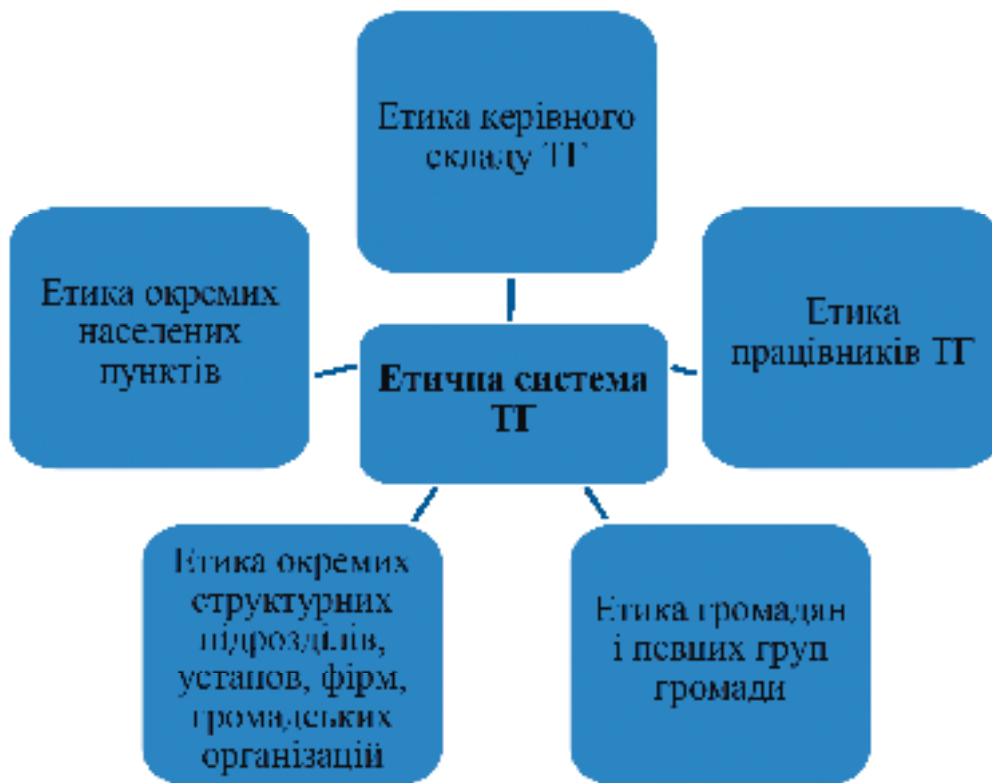 Етика керівного
складу ТГ
Етика окремих
населених
пунктів
Етика
працівників ТГ
Етична система
ТГ
Етика окремих
структурних
підрозділів,
установ, фірм,
громадських
організацій
Етика громадян
і певних груп
громади